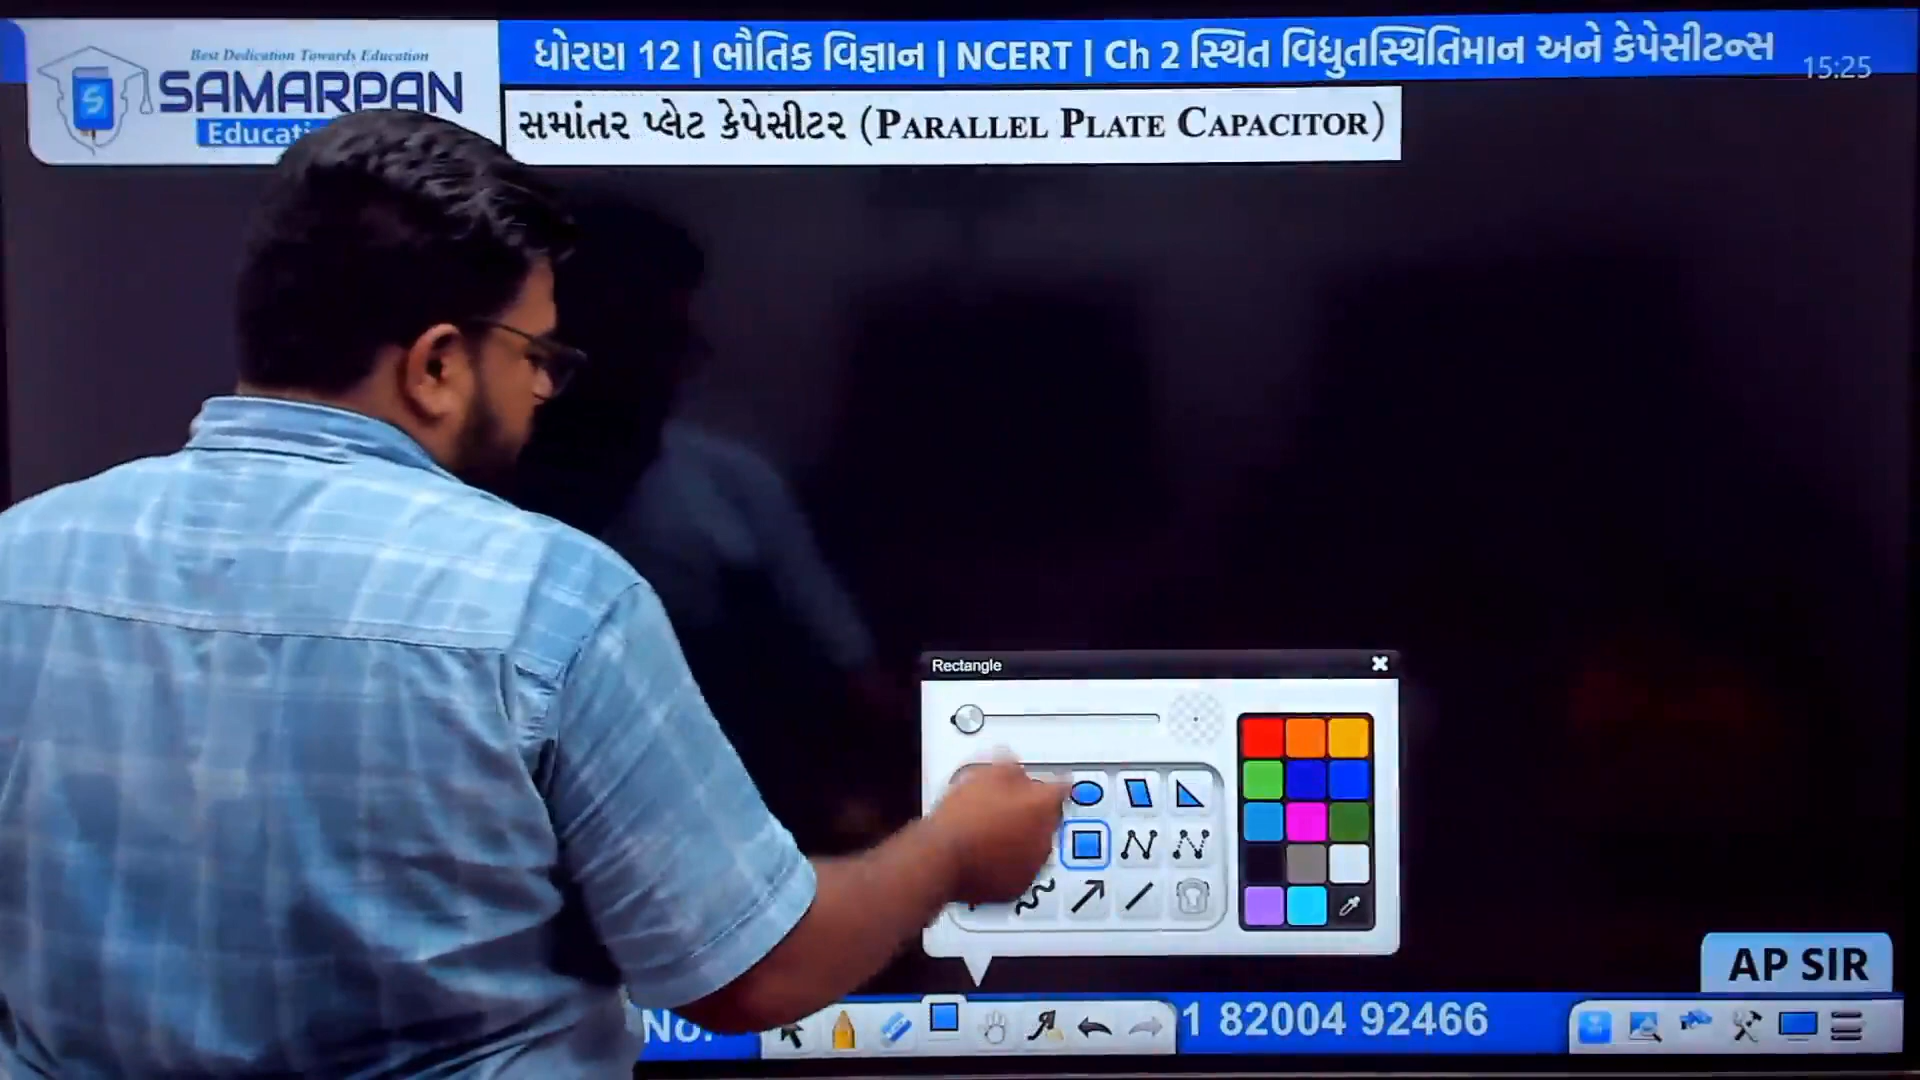 Best Dedication Towards Education
SAMARPAN
ધોરણ 12 | ભૌતિક વિજ્ઞાન | NCERT | Ch 2 સ્થિત વિદ્યુતસ્થિતિમાન અને કેપેસીટન્સ
15:25
સમાંતર પ્લેટ કેપેસીટર (PARALLEL PLATE CAPACITOR)
Rectangle
AP SIR
No.
1 82004 92466